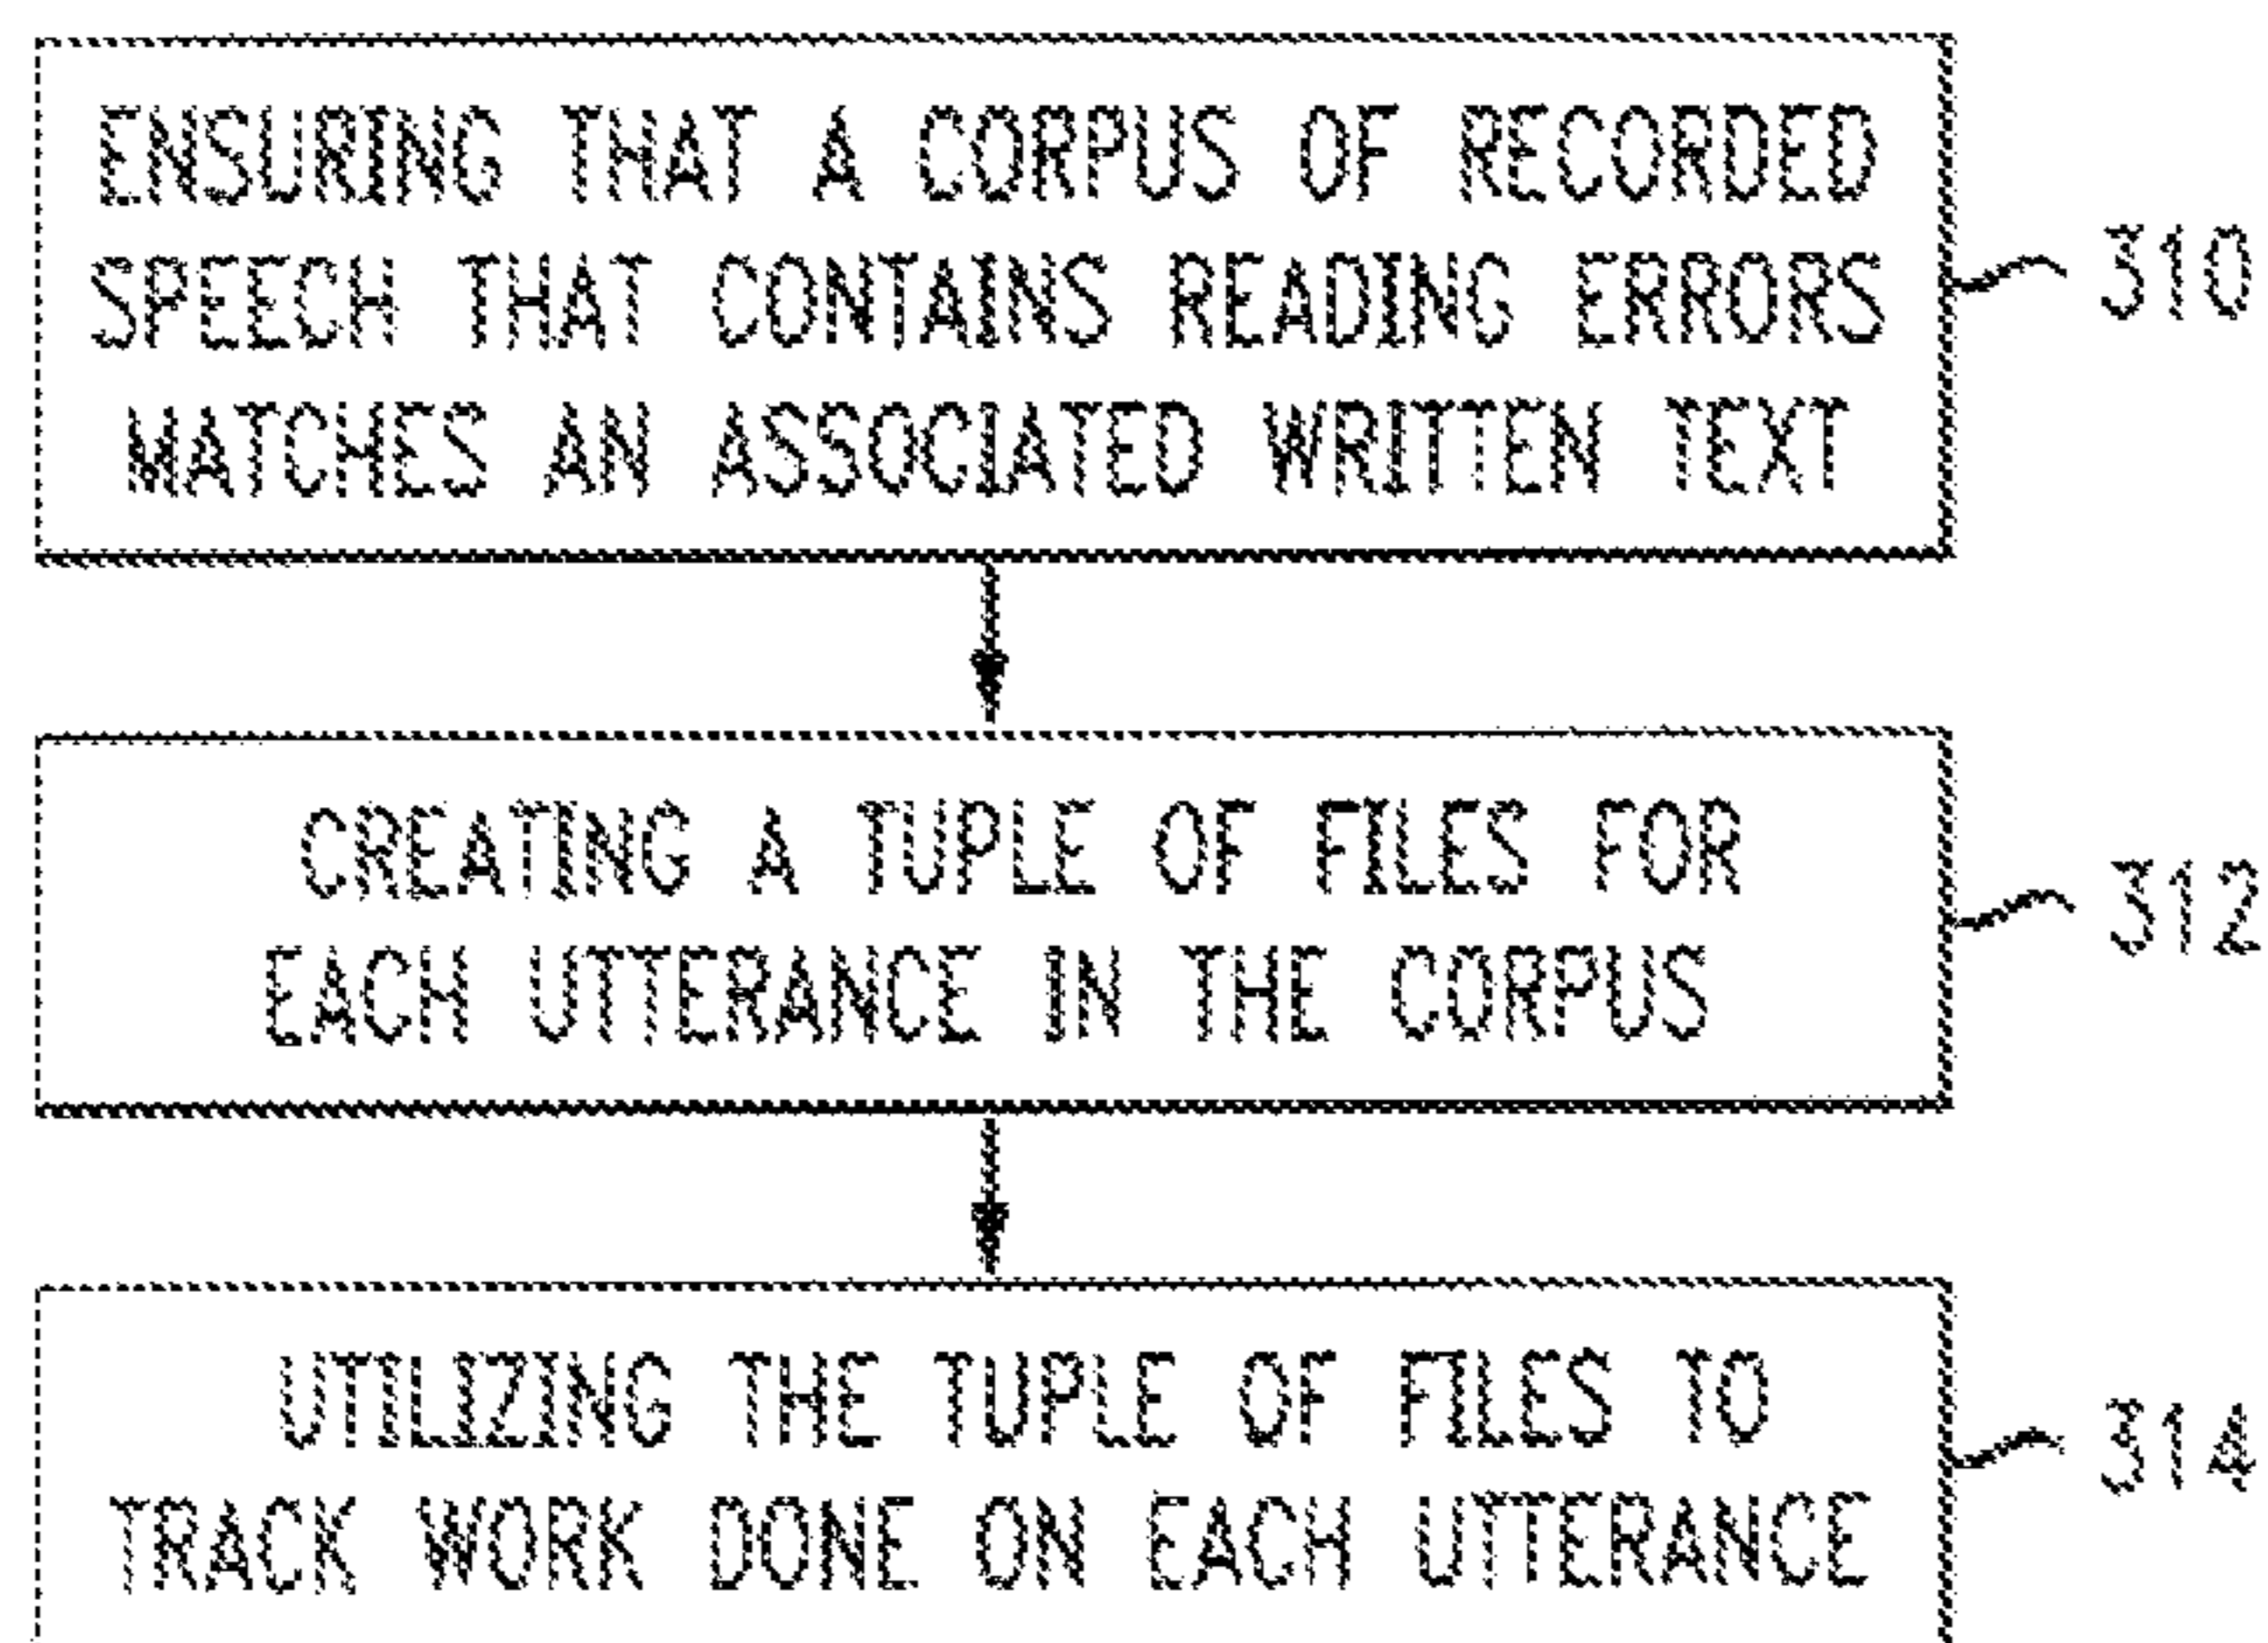 ENSURING THAT A CORPUS OF RECORDED
SPEECH THAT CONTAINS READING ERRORS
MATCHES AN ASSOCIATED WRITTEN TEXT
310
CREATING A TUPLE OF FILES FOR
EACH UTTERANCE IN THE CORPUS
312
UTILIZING THE TUPLE OF FILES TO
TRACK WORK DONE ON EACH UTTERANCE
314